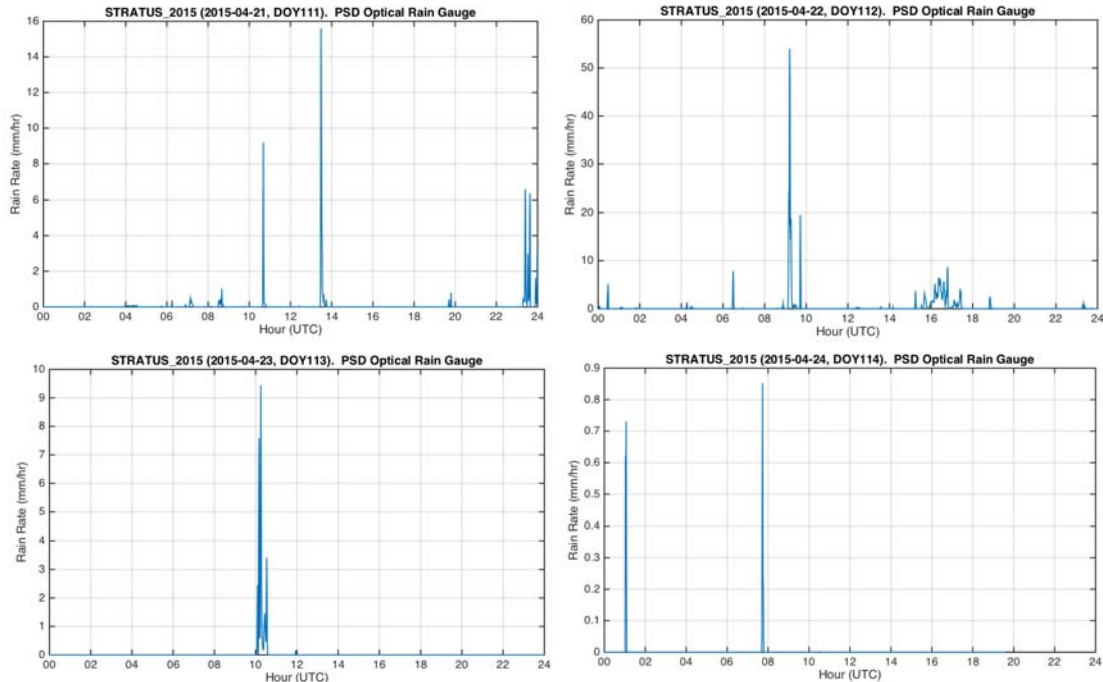 STRATUS_2015 (2015-04-21, DOY111).  PSD Optical Rain Gauge
Rain Rate (mm/hr)
16
14
12
10
8
6
4
2
0
00 02 04 06 08 10 12 14 16 18 20 22 24
Hour (UTC)
STRATUS_2015 (2015-04-22, DOY112).  PSD Optical Rain Gauge
Rain Rate (mm/hr)
60
50
40
30
20
10
0
00 02 04 06 08 10 12 14 16 18 20 22 24
Hour (UTC)
STRATUS_2015 (2015-04-23, DOY113).  PSD Optical Rain Gauge
Rain Rate (mm/hr)
10
9
8
7
6
5
4
3
2
1
0
00 02 04 06 08 10 12 14 16 18 20 22 24
Hour (UTC)
STRATUS_2015 (2015-04-24, DOY114).  PSD Optical Rain Gauge
Rain Rate (mm/hr)
0.9
0.8
0.7
0.6
0.5
0.4
0.3
0.2
0.1
0
00 02 04 06 08 10 12 14 16 18 20 22 24
Hour (UTC)